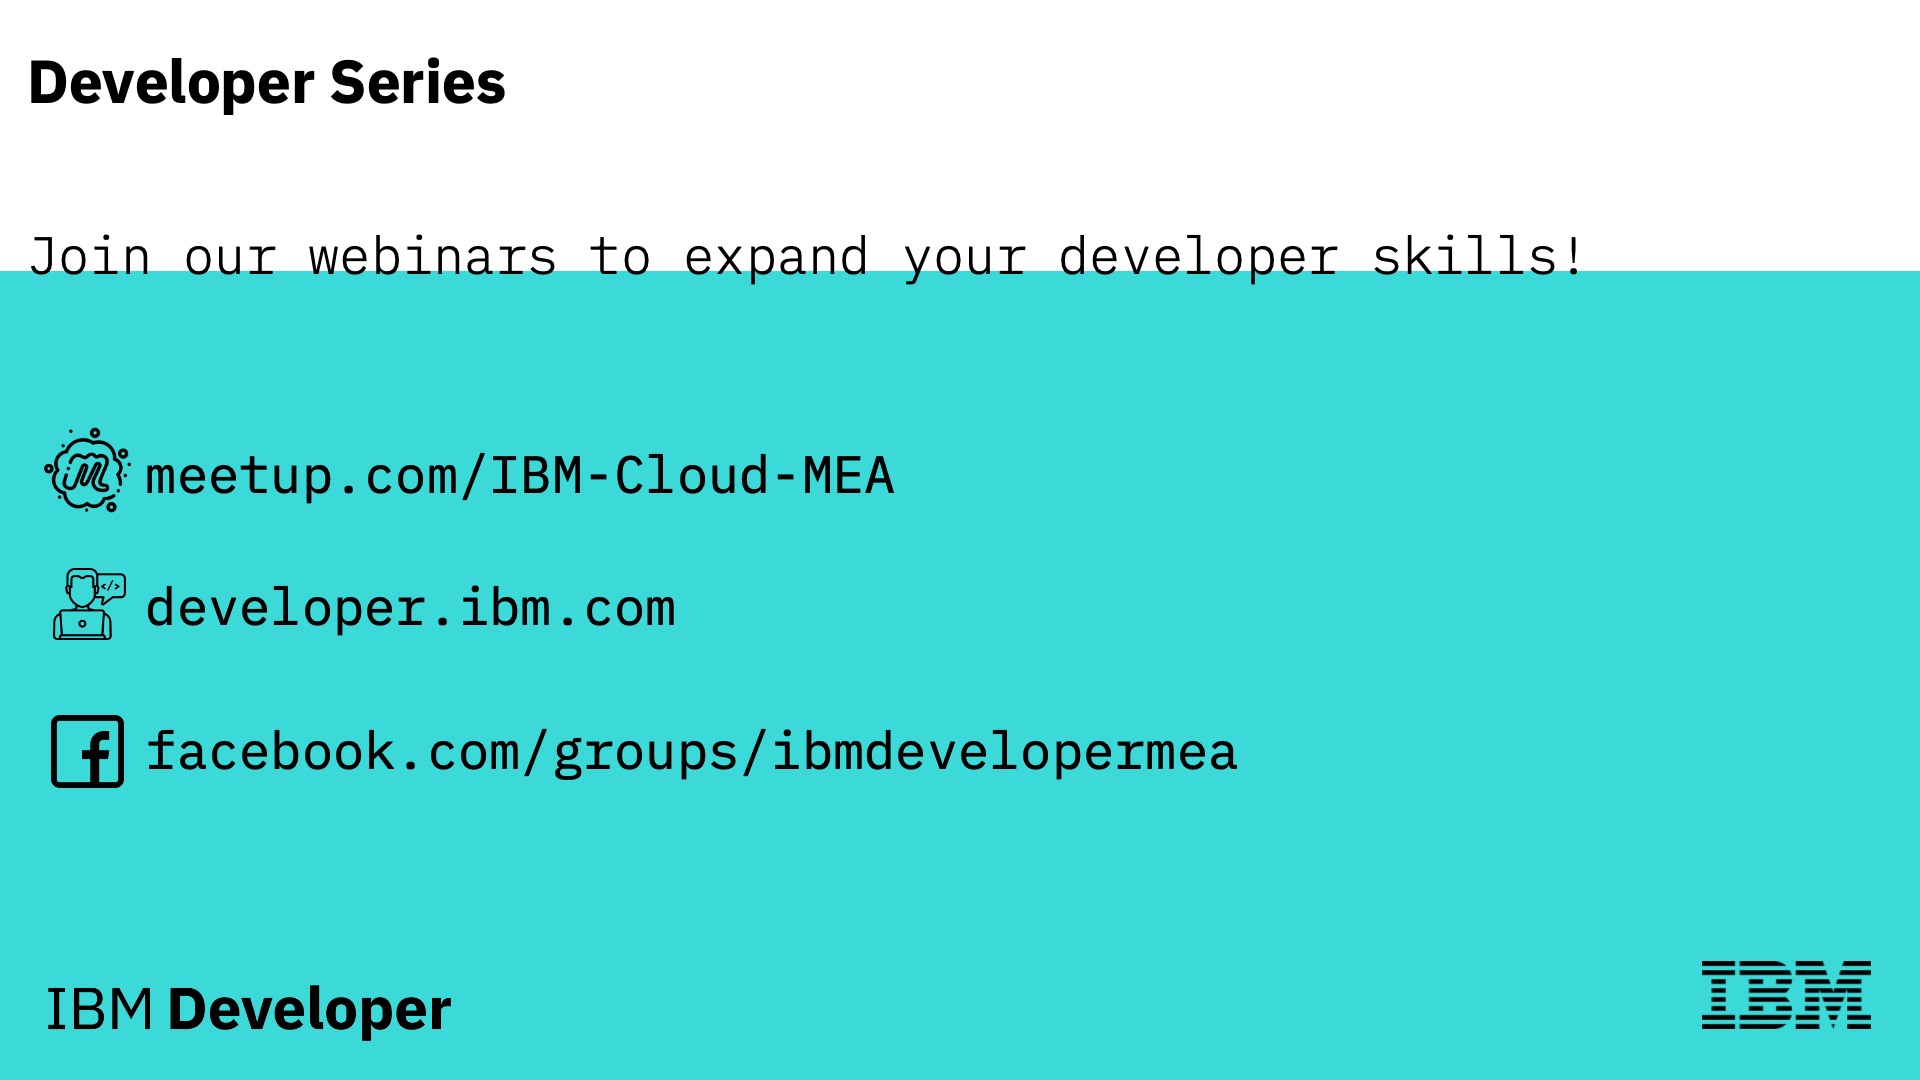 Developer Series
Join our webinars to expand your developer skills!
meetup.com/IBM-Cloud-MEA
</>
developer.ibm.com
facebook.com/groups/ibmdevelopermea
IBM Developer
IBM